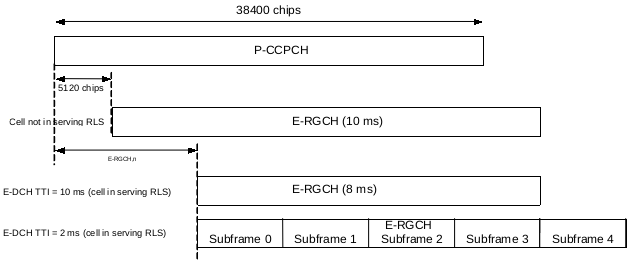 38400 chips
P-CCPCH
5120 chips
Cell not in serving RLS
E-RGCH (10 ms)
E-RGCH,n
E-DCH TTI = 10 ms (cell in serving RLS)
E-RGCH (8 ms)
E-DCH TTI = 2 ms (cell in serving RLS)
E-RGCH
Subframe 0 Subframe 1 Subframe 2 Subframe 3 Subframe 4